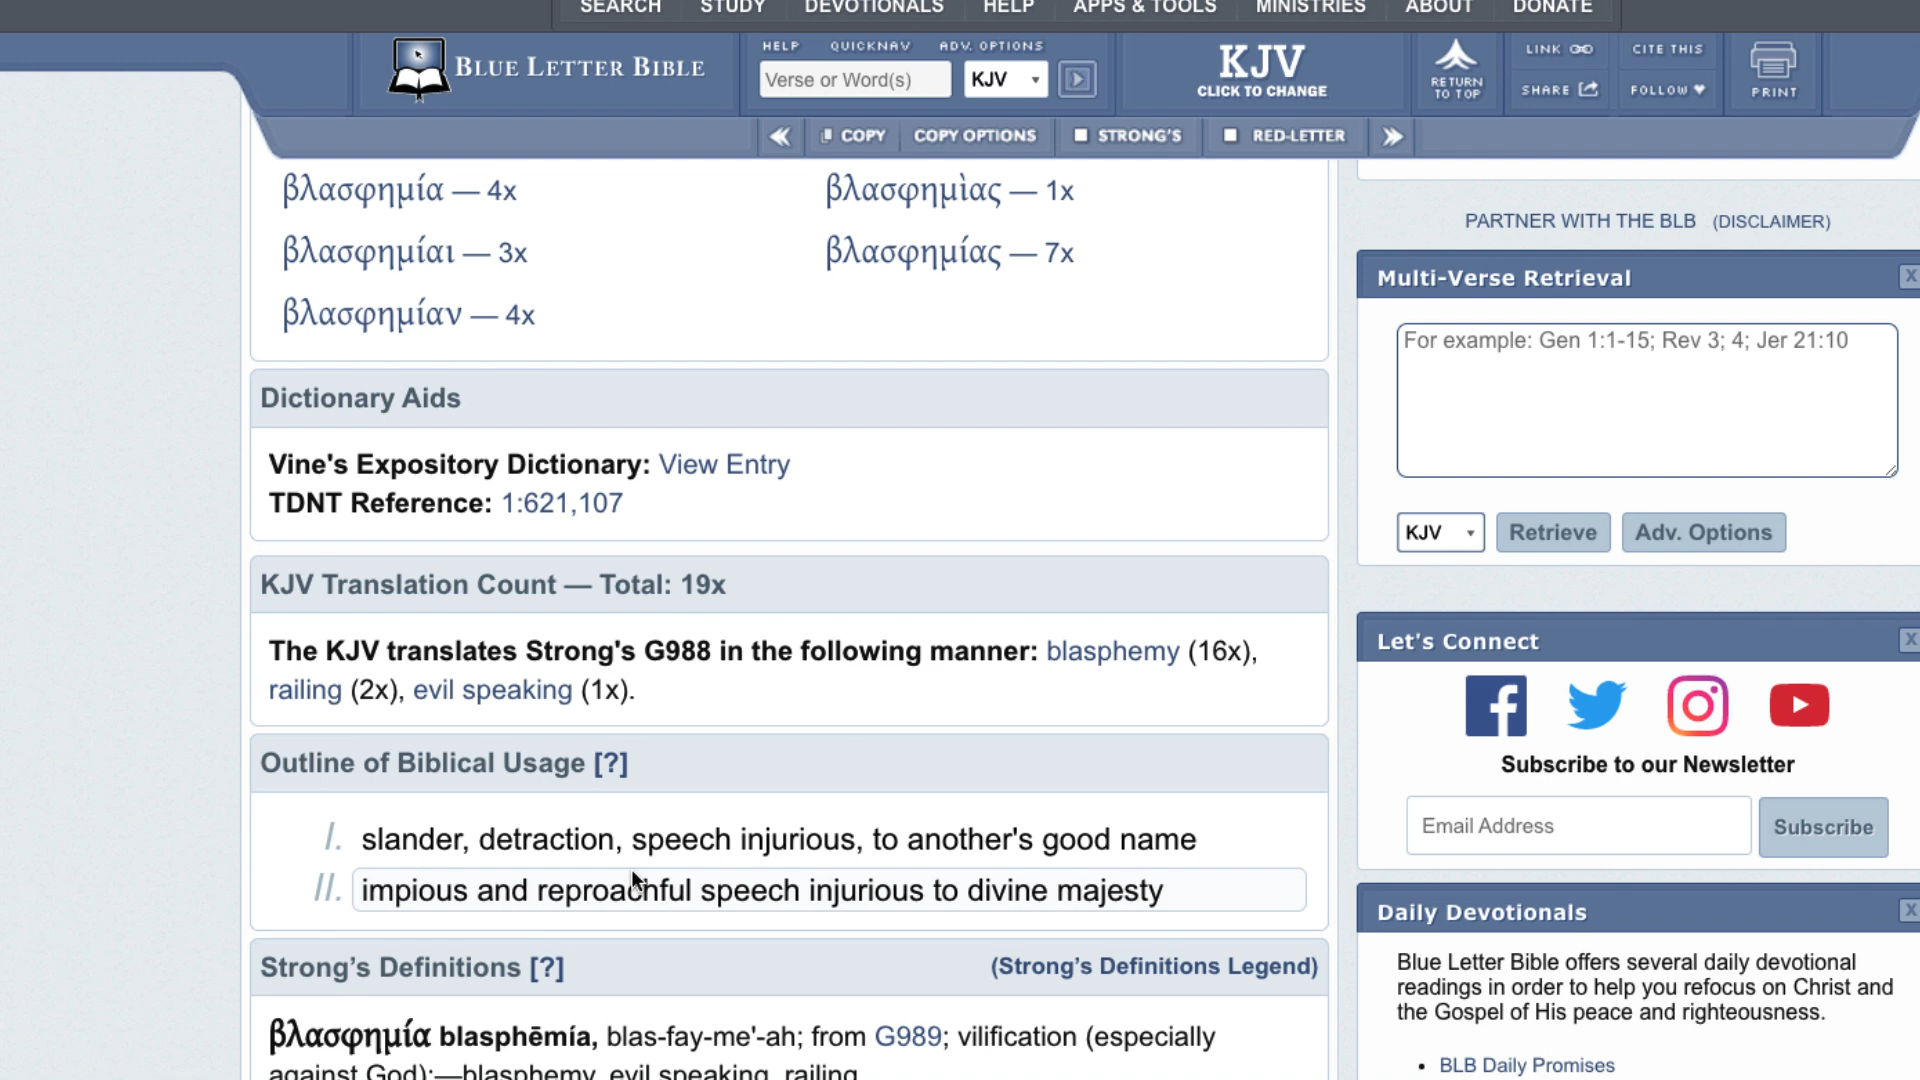 SEARCH STUDY DEVOTIONALS HELP APPS & TOOLS MINISTRIES ABOUT DONATE
BLUE LETTER BIBLE
HELP QUICKNAV ADV. OPTIONS
Verse or Word(s) KJV
KJV
CLICK TO CHANGE
RETURN
TO TOP
LINK
SHARE
CITE THIS
FOLLOW
PRINT
COPY COPY OPTIONS STRONG'S RED-LETTER
βλασφημία — 4x
βλασφημὶας — 1x
βλασφημίαι — 3x
βλασφημίας — 7x
βλασφημίαν — 4x
Dictionary Aids
Vine's Expository Dictionary: View Entry
TDNT Reference: 1:621,107
KJV Translation Count — Total: 19x
The KJV translates Strong's G988 in the following manner: blasphemy (16x),
railing (2x), evil speaking (1x).
Outline of Biblical Usage [?]
I. slander, detraction, speech injurious, to another's good name
II. impious and reproachful speech injurious to divine majesty
Strong’s Definitions [?] (Strong’s Definitions Legend)
βλασφημία blasphēmía, blas-fay-me'-ah; from G989; vilification (especially
against God):—blasphemy, evil speaking, railing.
PARTNER WITH THE BLB (DISCLAIMER)
Multi-Verse Retrieval X
For example: Gen 1:1-15; Rev 3; 4; Jer 21:10
KJV Retrieve Adv. Options
Let's Connect X
Subscribe to our Newsletter
Email Address Subscribe
Daily Devotionals X
Blue Letter Bible offers several daily devotional
readings in order to help you refocus on Christ and
the Gospel of His peace and righteousness.
• BLB Daily Promises